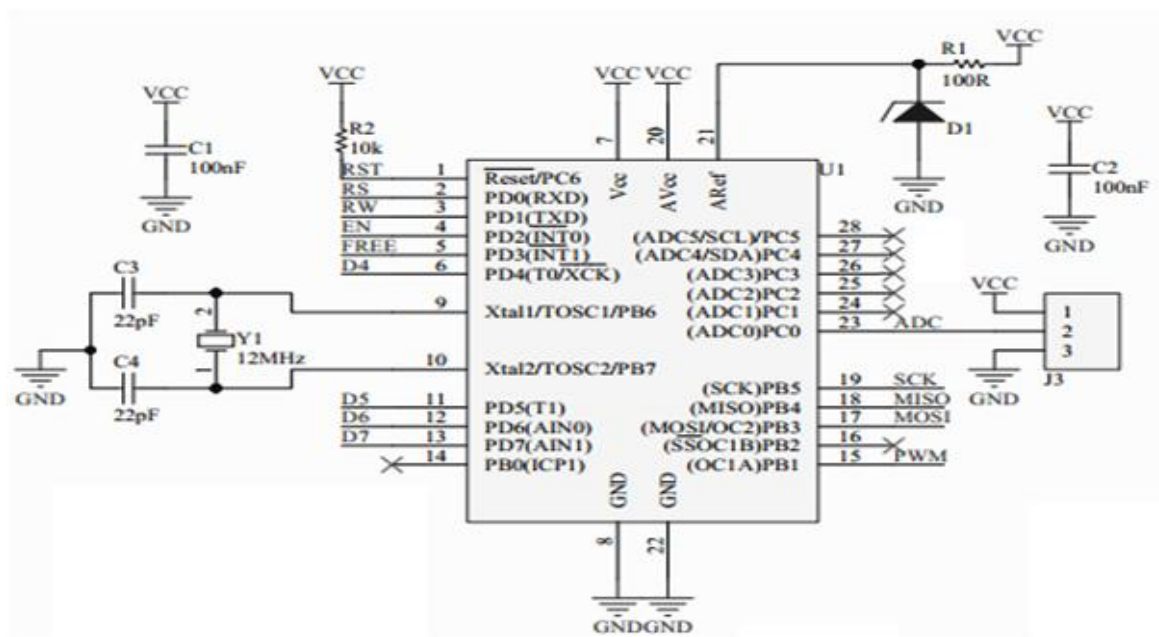 VCC
R1
100R
VCC
VCC VCC
VCC
C1
100nF
GND
R2
10k
7
20
21
D1
GND
VCC
C2
100nF
GND
U1
Vcc
AVcc
ARef
RST 1 Reset/PC6
RS 2 PD0(RXD)
RW 3 PD1(TXD)
EN 4 PD2(INT0)
FREE 5 PD3(INT1)
D4 6 PD4(T0/XCK)
9 Xtal1/TOSC1/PB6
10 Xtal2/TOSC2/PB7
D5 11 PD5(T1)
D6 12 PD6(AIN0)
D7 13 PD7(AIN1)
14 PB0(ICP1)
(ADC5/SCL)/PC5 28
(ADC4/SDA)PC4 27
(ADC3)PC3 26
(ADC2)PC2 25
(ADC1)PC1 24
(ADC0)PC0 23 ADC
(SCK)PB5 19 SCK
(MISO)PB4 18 MISO
(MOSI/OC2)PB3 17 MOSI
(SSOC1B)PB2 16
(OC1A)PB1 15 PWM
C3
22pF
2
Y1
12MHz
1
C4
22pF
GND
VCC
1
2
3
J3
GND
GND
GND
8
22
GND GND